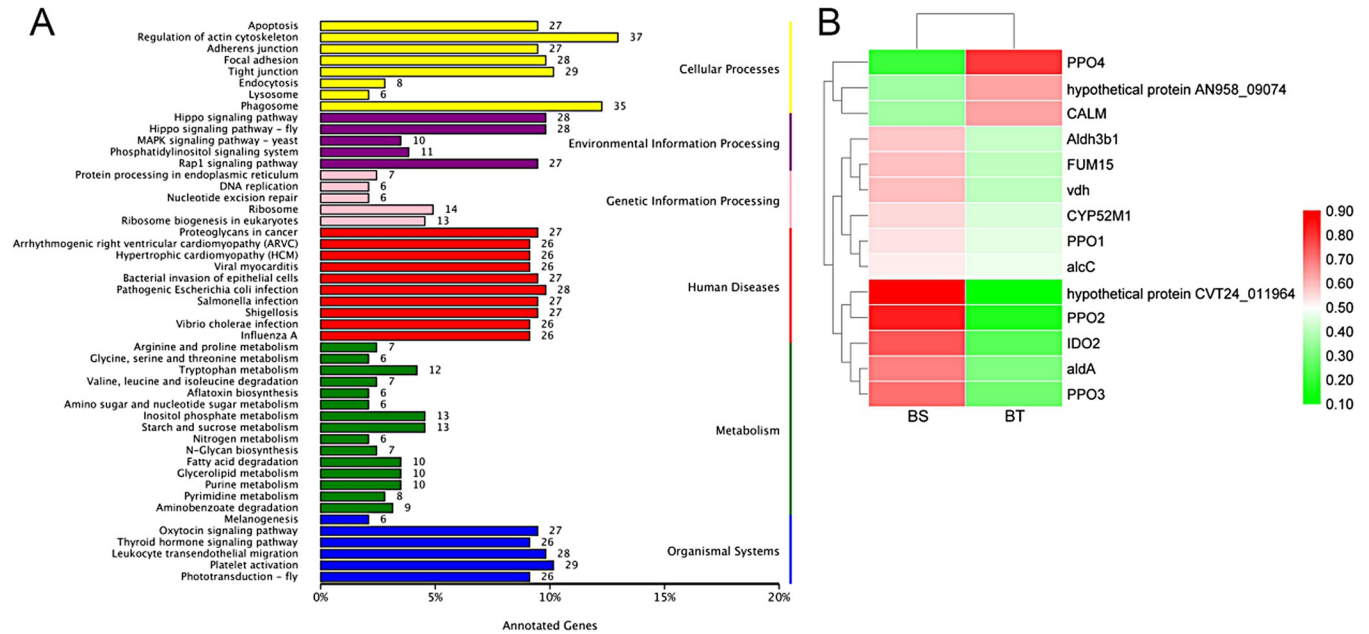 A
Apoptosis 27
Regulation of actin cytoskeleton 37
Adherens junction 27
Focal adhesion 28
Tight junction 29
Endocytosis 8
Lysosome 6
Phagosome 35
Cellular Processes
Hippo signaling pathway 28
Hippo signaling pathway - fly 28
MAPK signaling pathway - yeast 10
Phosphatidylinositol signaling system 11
Rap1 signaling pathway 27
Environmental Information Processing
Protein processing in endoplasmic reticulum 7
DNA replication 6
Nucleotide excision repair 6
Ribosome 14
Ribosome biogenesis in eukaryotes 13
Genetic Information Processing
Proteoglycans in cancer 27
Arrhythmogenic right ventricular cardiomyopathy (ARVC) 26
Hypertrophic cardiomyopathy (HCM) 26
Viral myocarditis 26
Bacterial invasion of epithelial cells 27
Pathogenic Escherichia coli infection 28
Salmonella infection 27
Shigellosis 27
Vibrio cholerae infection 26
Influenza A 26
Human Diseases
Arginine and proline metabolism 7
Glycine, serine and threonine metabolism 6
Tryptophan metabolism 12
Valine, leucine and isoleucine degradation 7
Aflatoxin biosynthesis 6
Amino sugar and nucleotide sugar metabolism 6
Inositol phosphate metabolism 13
Starch and sucrose metabolism 13
Nitrogen metabolism 6
N-Glycan biosynthesis 7
Fatty acid degradation 10
Glycerolipid metabolism 10
Purine metabolism 10
Pyrimidine metabolism 8
Aminobenzoate degradation 9
Metabolism
Melanogenesis 6
Oxytocin signaling pathway 27
Thyroid hormone signaling pathway 26
Leukocyte transendothelial migration 28
Platelet activation 29
Phototransduction - fly 26
Organismal Systems
0% 5% 10% 15% 20%
Annotated Genes
B
PPO4
hypothetical protein AN958_09074
CALM
Aldh3b1
FUM15
vdh
CYP52M1
PPO1
alcC
hypothetical protein CVT24_011964
PPO2
IDO2
aldA
PPO3
BS BT
0.90
0.80
0.70
0.60
0.50
0.40
0.30
0.20
0.10